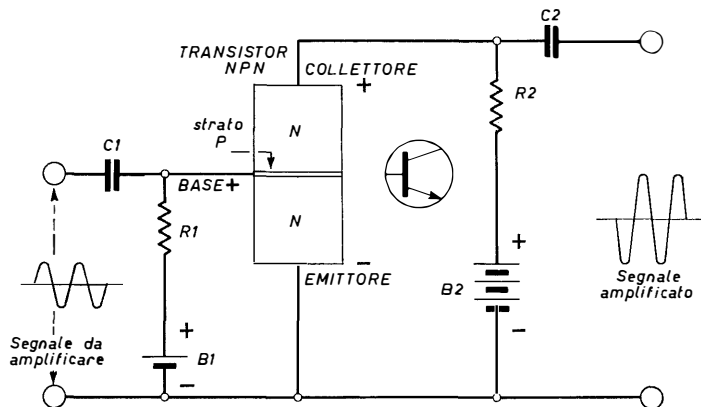 C2
TRANSISTOR
NPN
COLLETTORE
+
R2
strato
P
N
C1
BASE+
R1
N
+
Segnale
amplificato
–
EMITTORE
B2
–
Segnale da
amplificare
+
B1
–